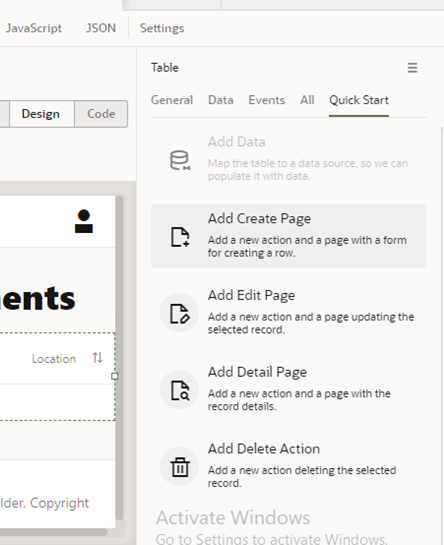 JavaScript JSON Settings
Table
Design Code
General Data Events All Quick Start
Add Data
Map the table to a data source, so we can
populate it with data.
Add Create Page
Add a new action and a page with a form
for creating a row.
ents
Add Edit Page
Add a new action and a page updating the
selected record.
Location
Add Detail Page
Add a new action and a page with the
record details.
Add Delete Action
Add a new action deleting the selected
record.
lder, Copyright
Activate Windows
Go to Settings to activate Windows.